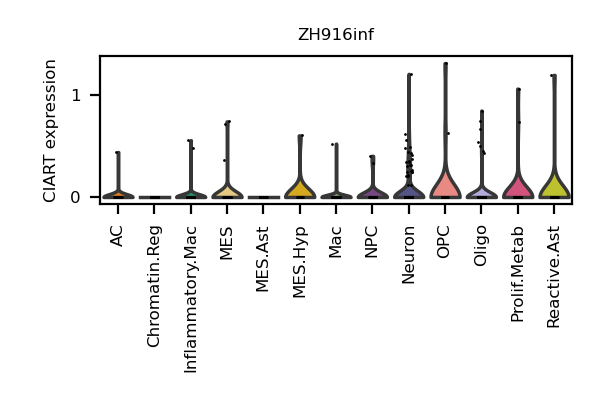 ZH916inf
CIART expression
1
0
AC
Chromatin.Reg
Inflammatory.Mac
MES
MES.Ast
MES.Hyp
Mac
NPC
Neuron
OPC
Oligo
Prolif.Metab
Reactive.Ast